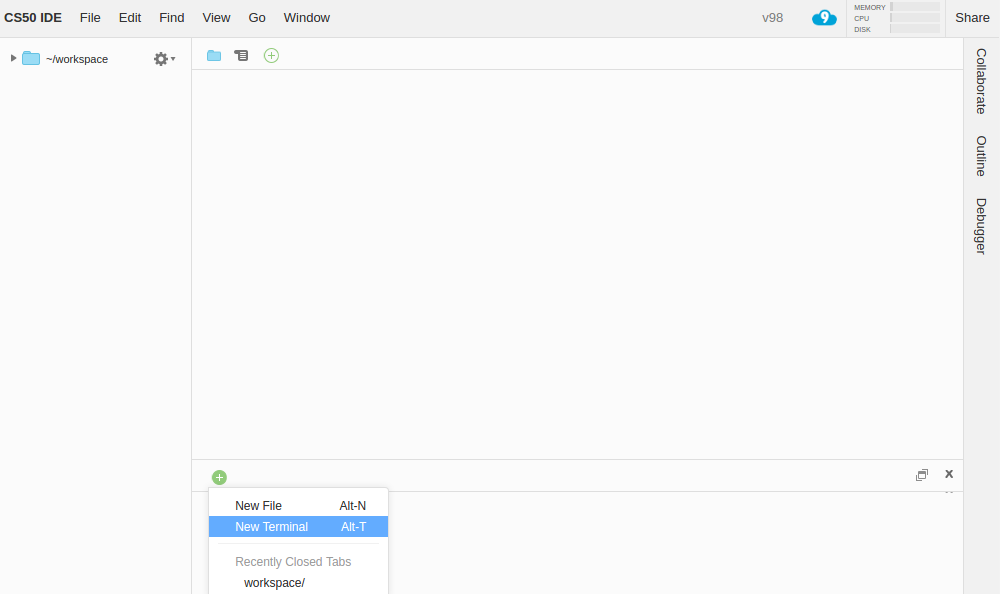 CS50 IDE File Edit Find View Go Window v98 Share
MEMORY
CPU
DISK
~/workspace
Collaborate
Outline
Debugger
New File Alt-N
New Terminal Alt-T
Recently Closed Tabs
workspace/